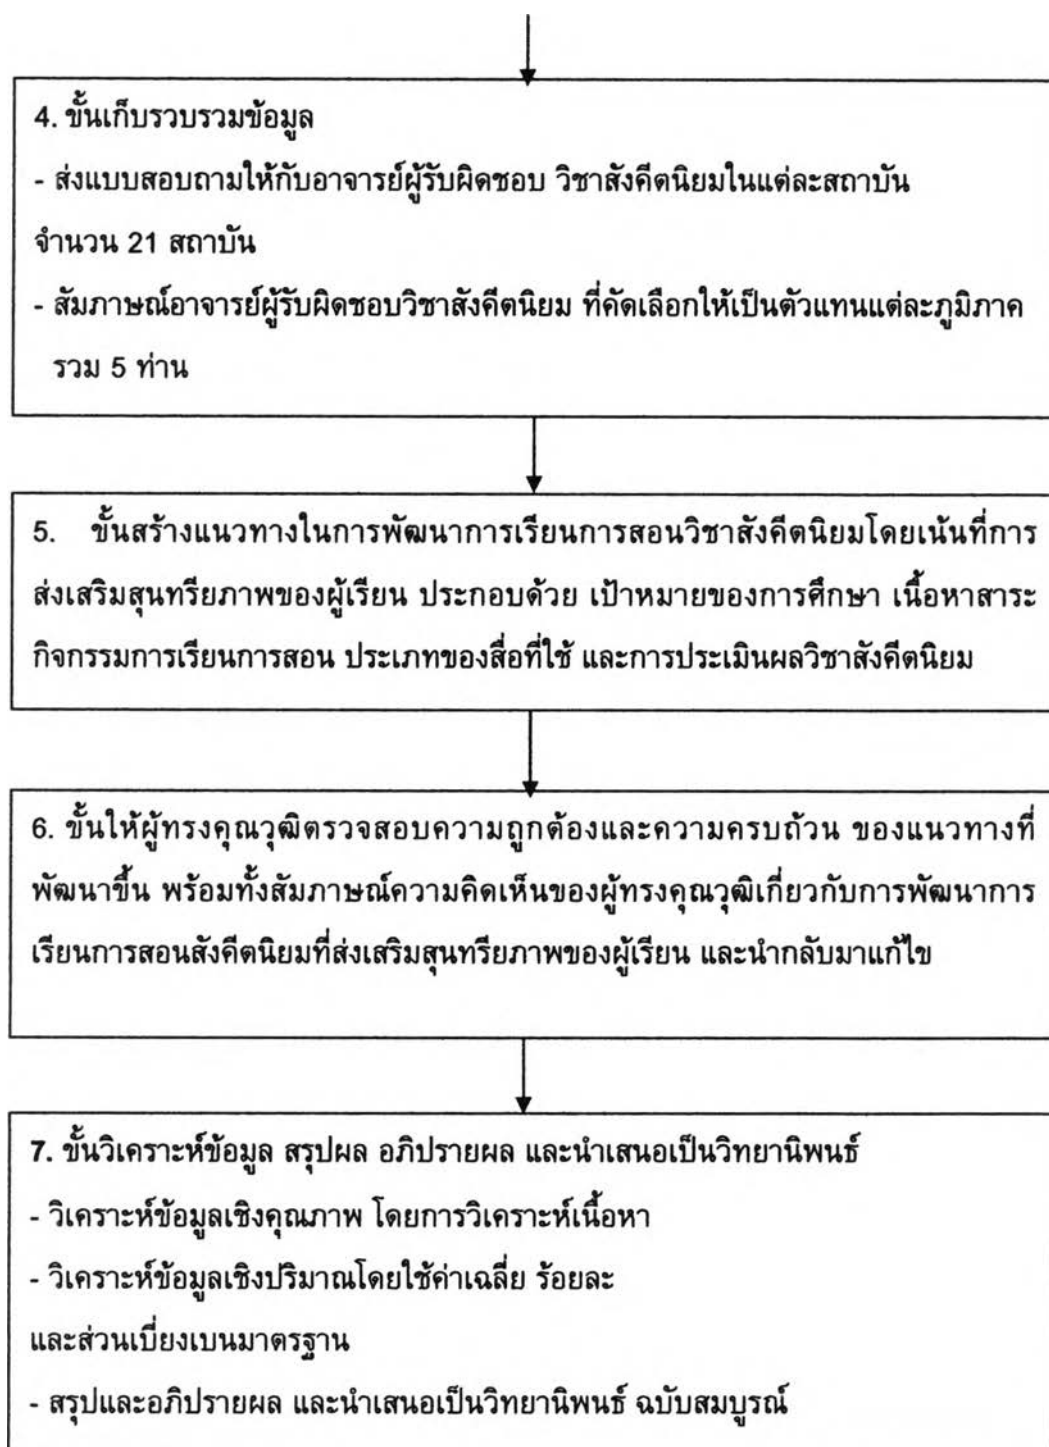 4. ขั้นเก็บรวบรวมข้อมูล
- ส่งแบบสอบถามให้กับอาจารย์ผู้รับผิดชอบ วิชาสังคีตนิยมในแต่ละสถาบัน
จำนวน 21 สถาบัน
- สัมภาษณ์อาจารย์ผู้รับผิดชอบวิชาสังคีตนิยม ที่คัดเลือกให้เป็นตัวแทนแต่ละภูมิภาค
รวม 5 ท่าน
5. ขั้นสร้างแนวทางในการพัฒนาการเรียนการสอนวิชาสังคีตนิยมโดยเน้นที่การ
ส่งเสริมสุนทรียภาพของผู้เรียน ประกอบด้วย เป้าหมายของการศึกษา เนื้อหาสาระ
กิจกรรมการเรียนการสอน ประเภทของสื่อที่ใช้ และการประเมินผลวิชาสังคีตนิยม
6. ขั้นให้ผู้ทรงคุณวุฒิตรวจสอบความถูกต้องและความครบถ้วน ของแนวทางที่
พัฒนาขึ้น พร้อมทั้งสัมภาษณ์ความคิดเห็นของผู้ทรงคุณวุฒิเกี่ยวกับการพัฒนาการ
เรียนการสอนสังคีตนิยมที่ส่งเสริมสุนทรียภาพของผู้เรียน และนำกลับมาแก้ไข
7. ขั้นวิเคราะห์ข้อมูล สรุปผล อภิปรายผล และนำเสนอเป็นวิทยานิพนธ์
- วิเคราะห์ข้อมูลเชิงคุณภาพ โดยการวิเคราะห์เนื้อหา
- วิเคราะห์ข้อมูลเชิงปริมาณโดยใช้ค่าเฉลี่ย ร้อยละ
และส่วนเบี่ยงเบนมาตรฐาน
- สรุปและอภิปรายผล และนำเสนอเป็นวิทยานิพนธ์ ฉบับสมบูรณ์